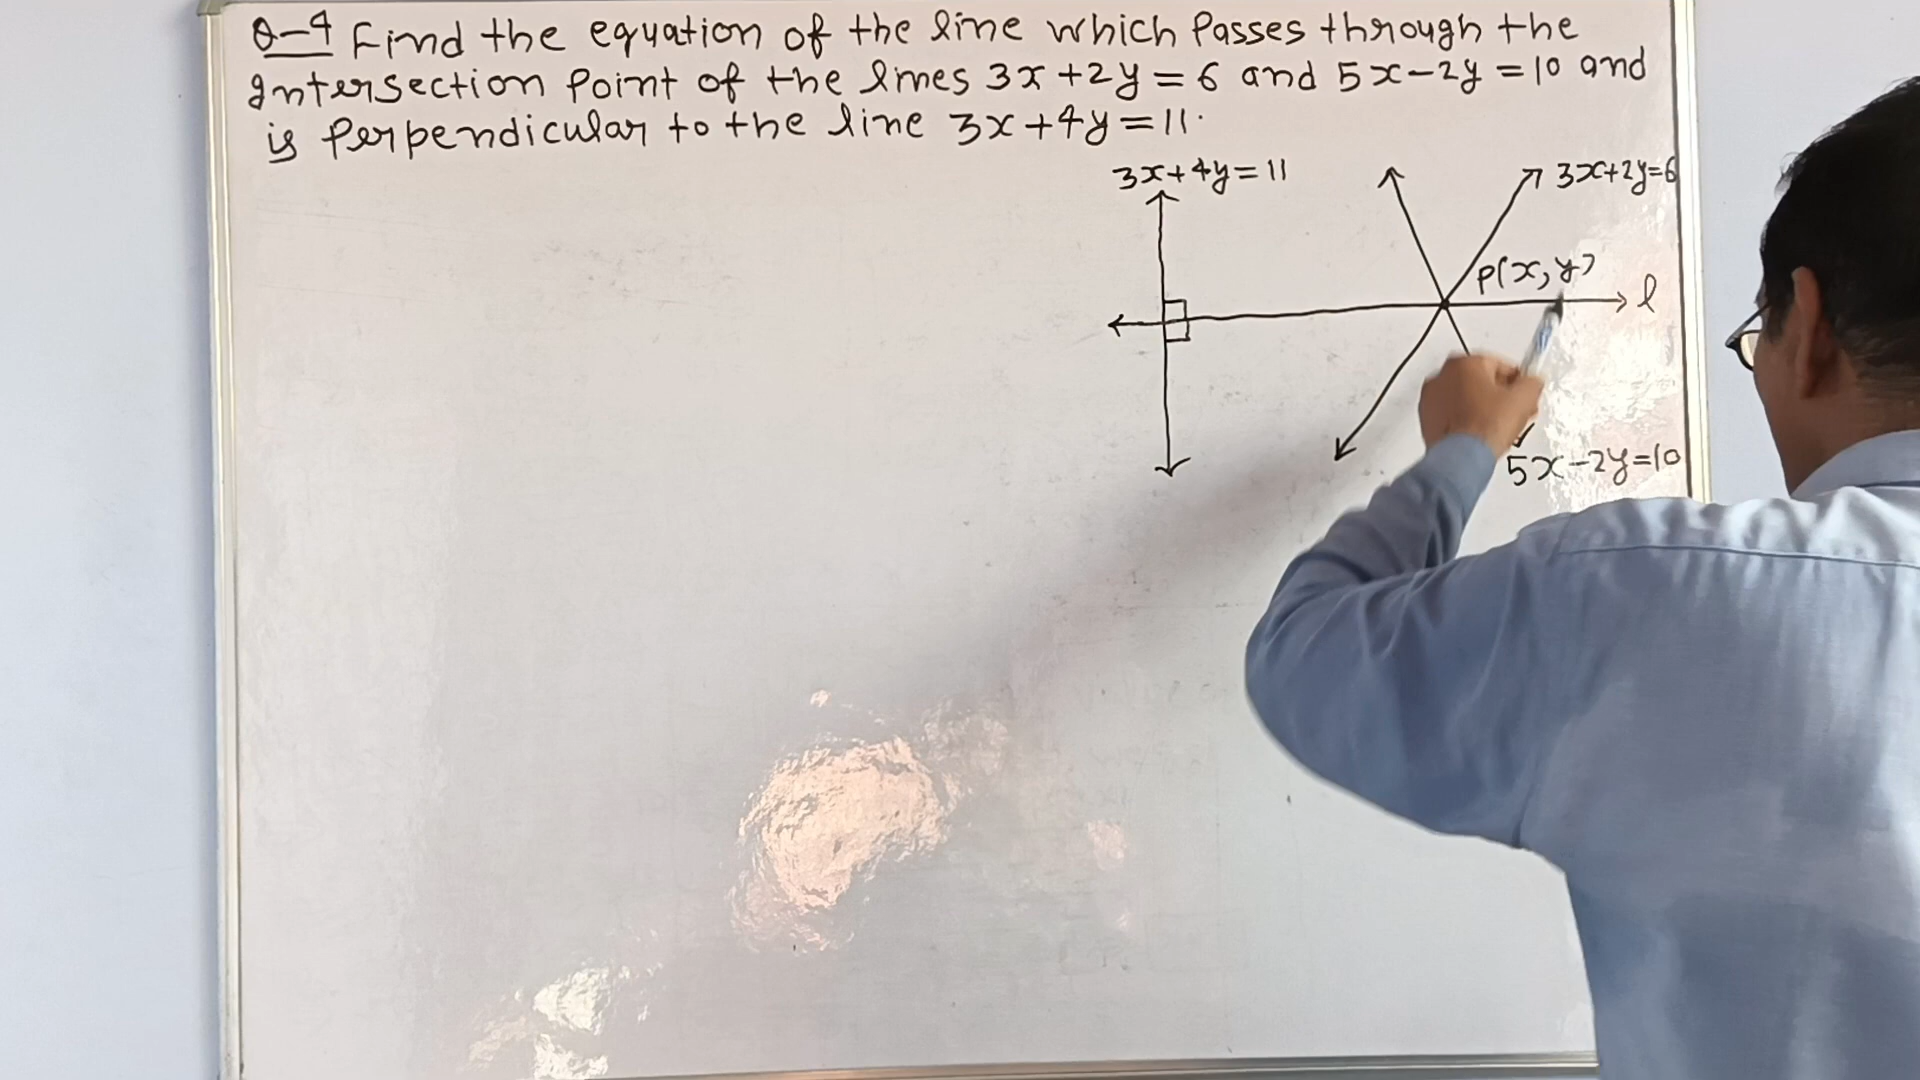 Q-4 Find the equation of the line which Passes through the
Intersection Point of the lines 3x+2y=6 and 5x-2y=10 and
is Perpendicular to the line 3x+4y=11.
3x+4y=11
3x+2y=6
P(x,y)
l
5x-2y=10